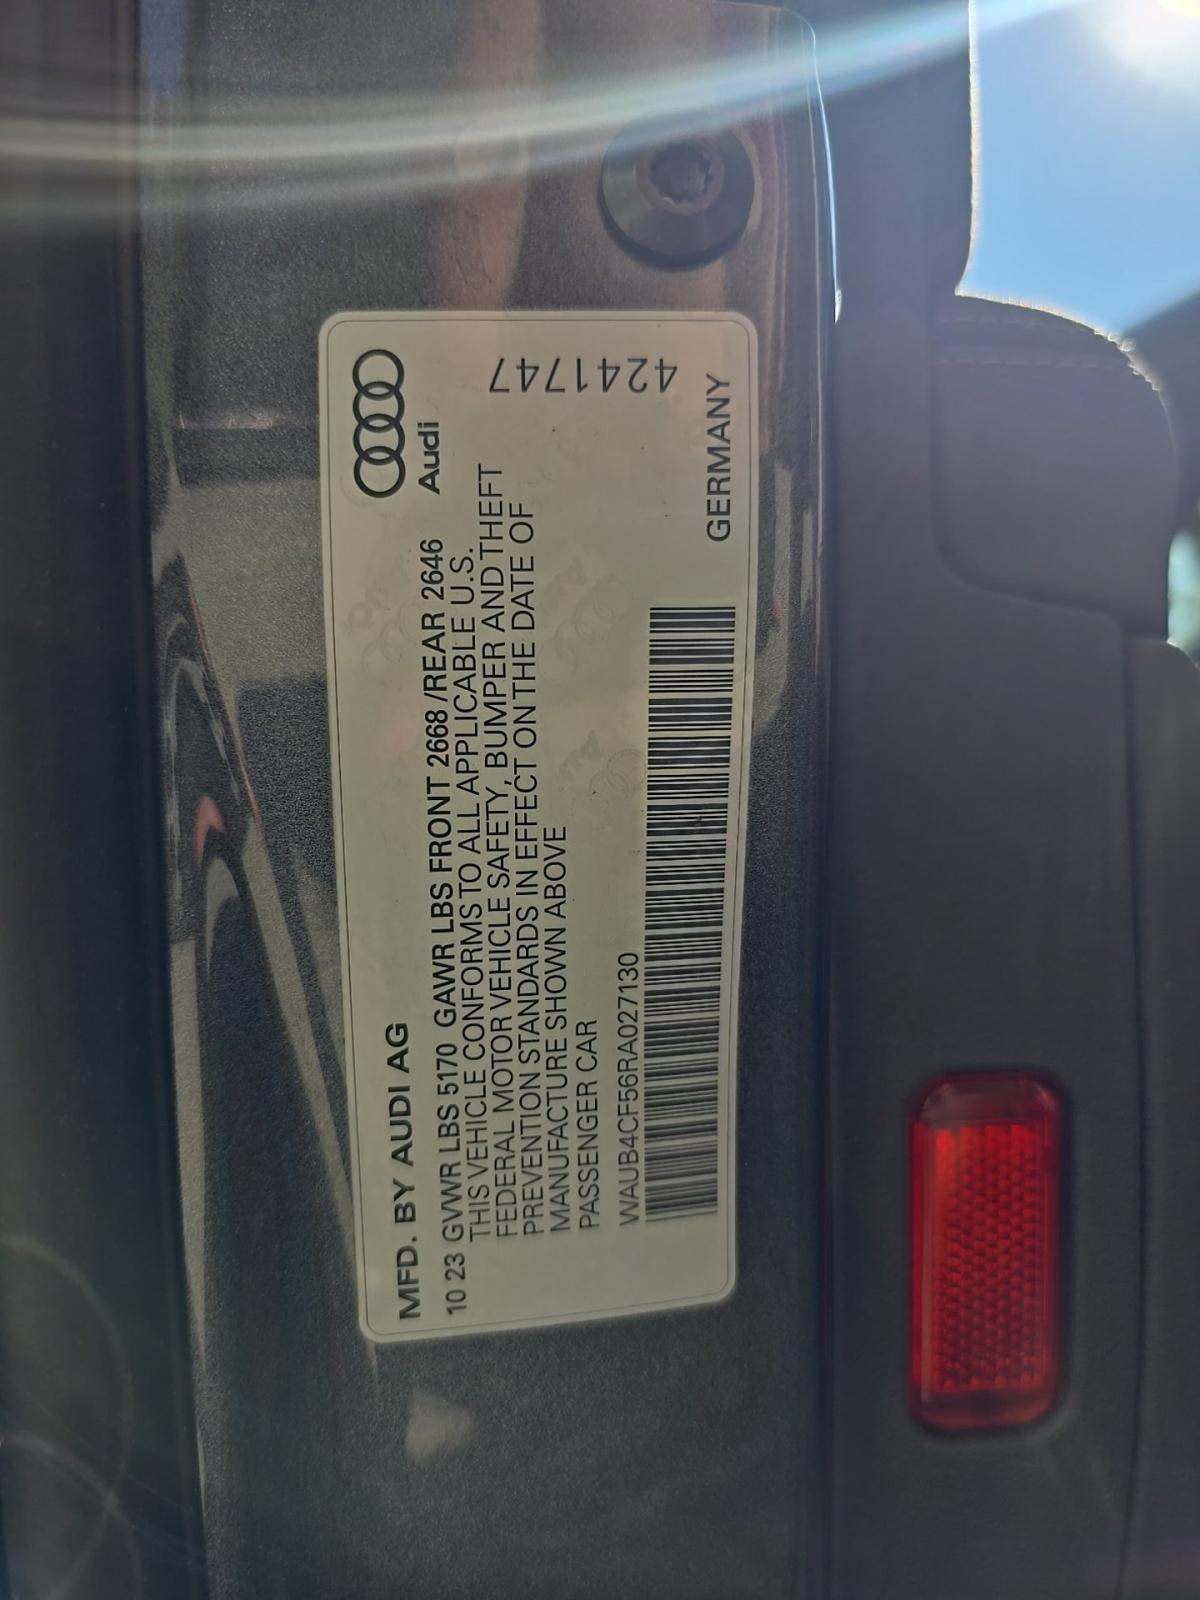 MFD. BY AUDI AG
Audi
10 23 GVWR LBS 5170 GAWR LBS FRONT 2668 /REAR 2646
THIS VEHICLE CONFORMS TO ALL APPLICABLE U.S.
FEDERAL MOTOR VEHICLE SAFETY, BUMPER AND THEFT
PREVENTION STANDARDS IN EFFECT ON THE DATE OF
MANUFACTURE SHOWN ABOVE
PASSENGER CAR
WAUB4CF56RA027130
4241747
GERMANY